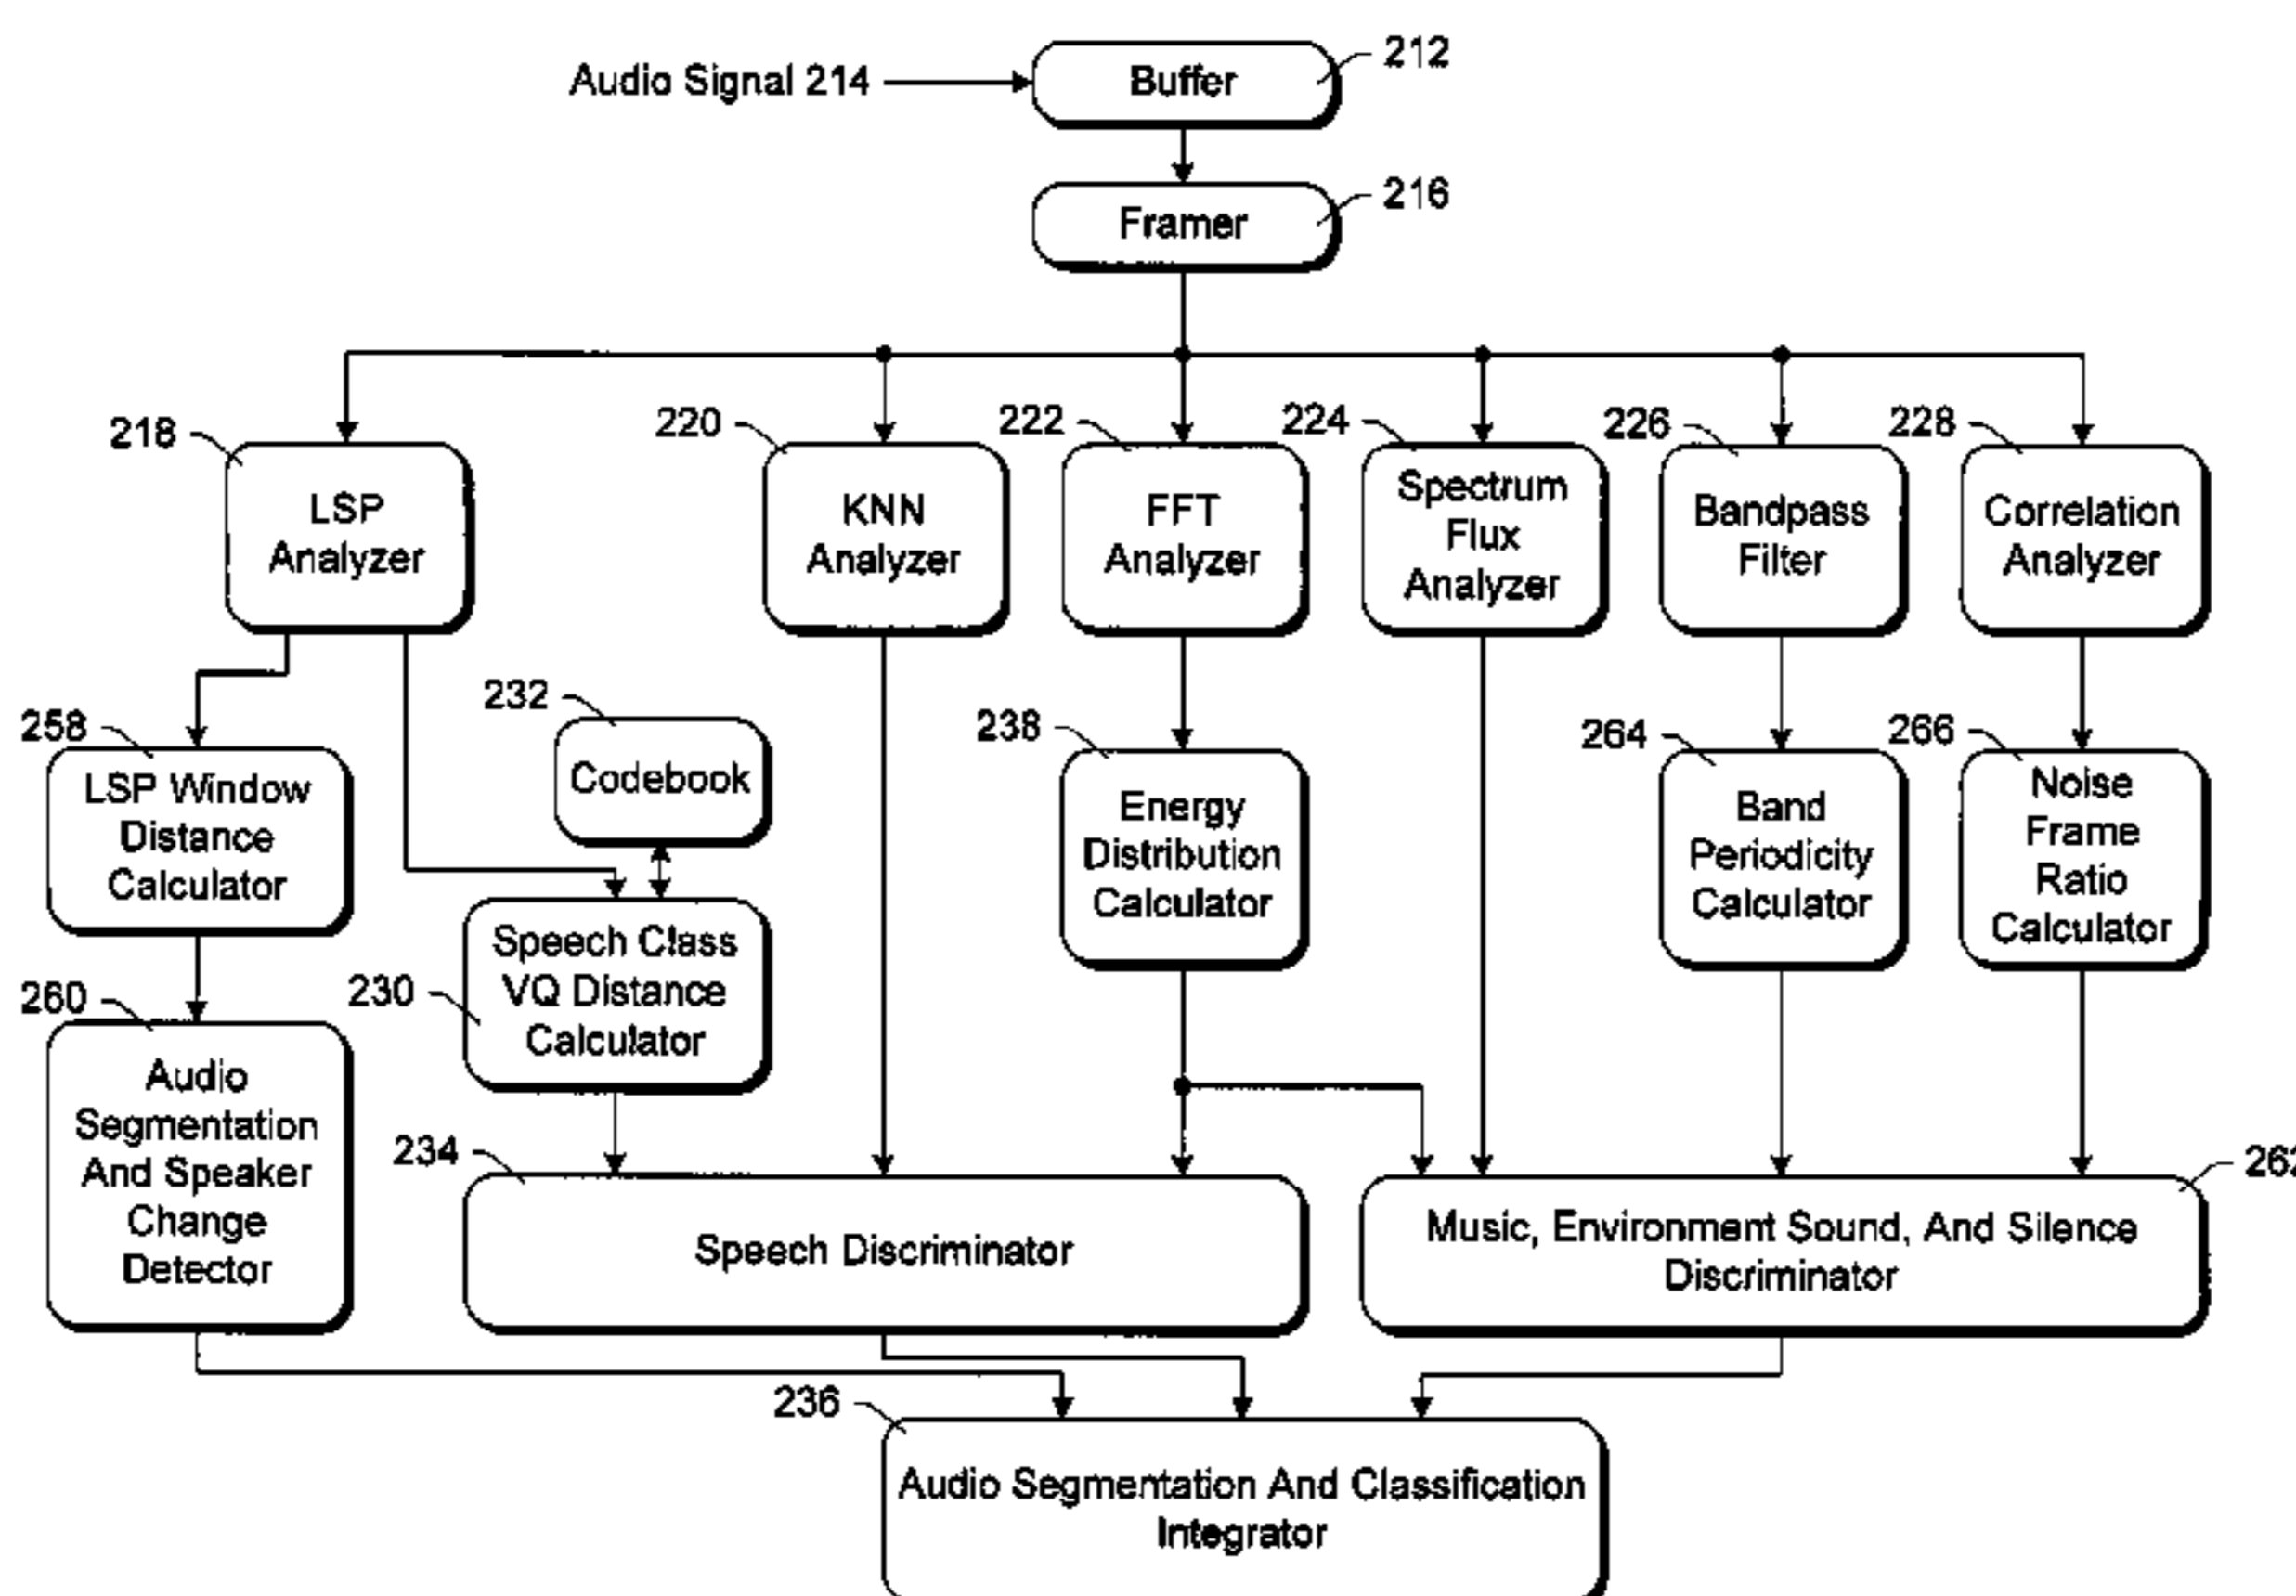 Audio Signal 214
Buffer
212
Framer
216
218
LSP
Analyzer
220
KNN
Analyzer
222
FFT
Analyzer
224
Spectrum
Flux
Analyzer
226
Bandpass
Filter
228
Correlation
Analyzer
258
LSP Window
Distance
Calculator
232
Codebook
238
Energy
Distribution
Calculator
264
Band
Periodicity
Calculator
266
Noise
Frame
Ratio
Calculator
230
Speech Class
VQ Distance
Calculator
260
Audio
Segmentation
And Speaker
Change
Detector
234
Speech Discriminator
Music, Environment Sound, And Silence
Discriminator
236
Audio Segmentation And Classification
Integrator